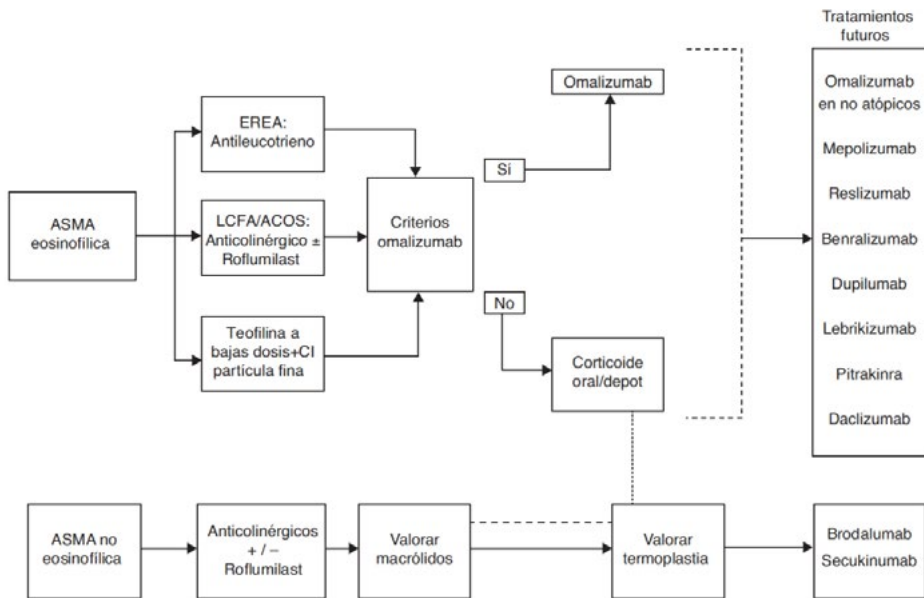 Tratamientos
futuros
ASMA
eosinofílica
EREA:
Antileucotrieno
LCFA/ACOS:
Anticolinérgico ±
Roflumilast
Teofilina a
bajas dosis+CI
partícula fina
Criterios
omalizumab
Sí
Omalizumab
No
Corticoide
oral/depot
Omalizumab
en no atópicos
Mepolizumab
Reslizumab
Benralizumab
Dupilumab
Lebrikizumab
Pitrakinra
Daclizumab
ASMA no
eosinofílica
Anticolinérgicos
+ / −
Roflumilast
Valorar
macrólidos
Valorar
termoplastia
Brodalumab
Secukinumab